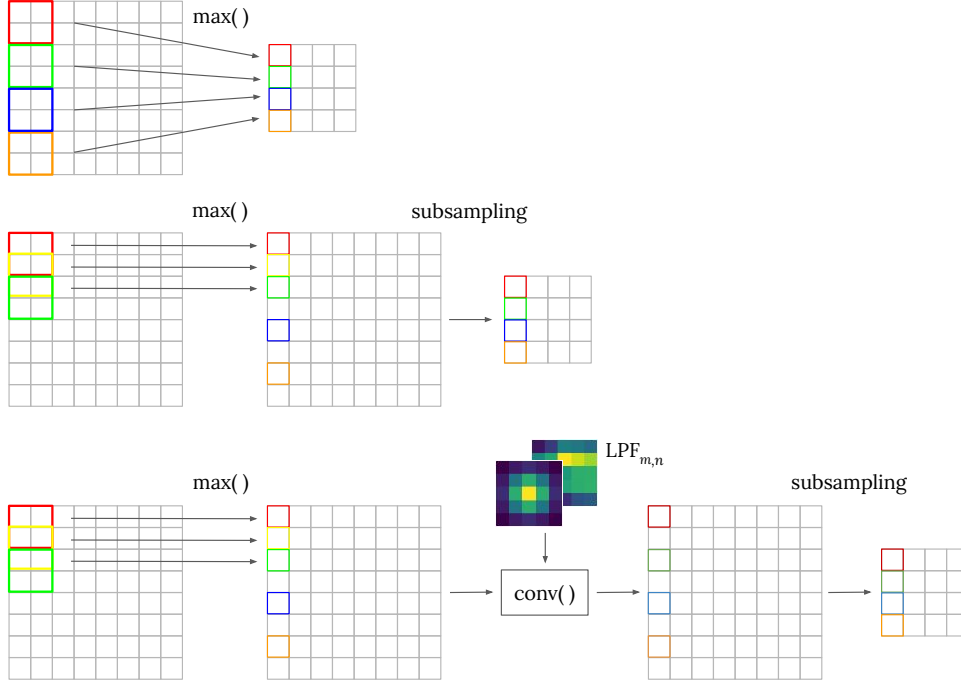 max( )
max( )
subsampling
LPF_{m,n}
max( )
subsampling
conv( )